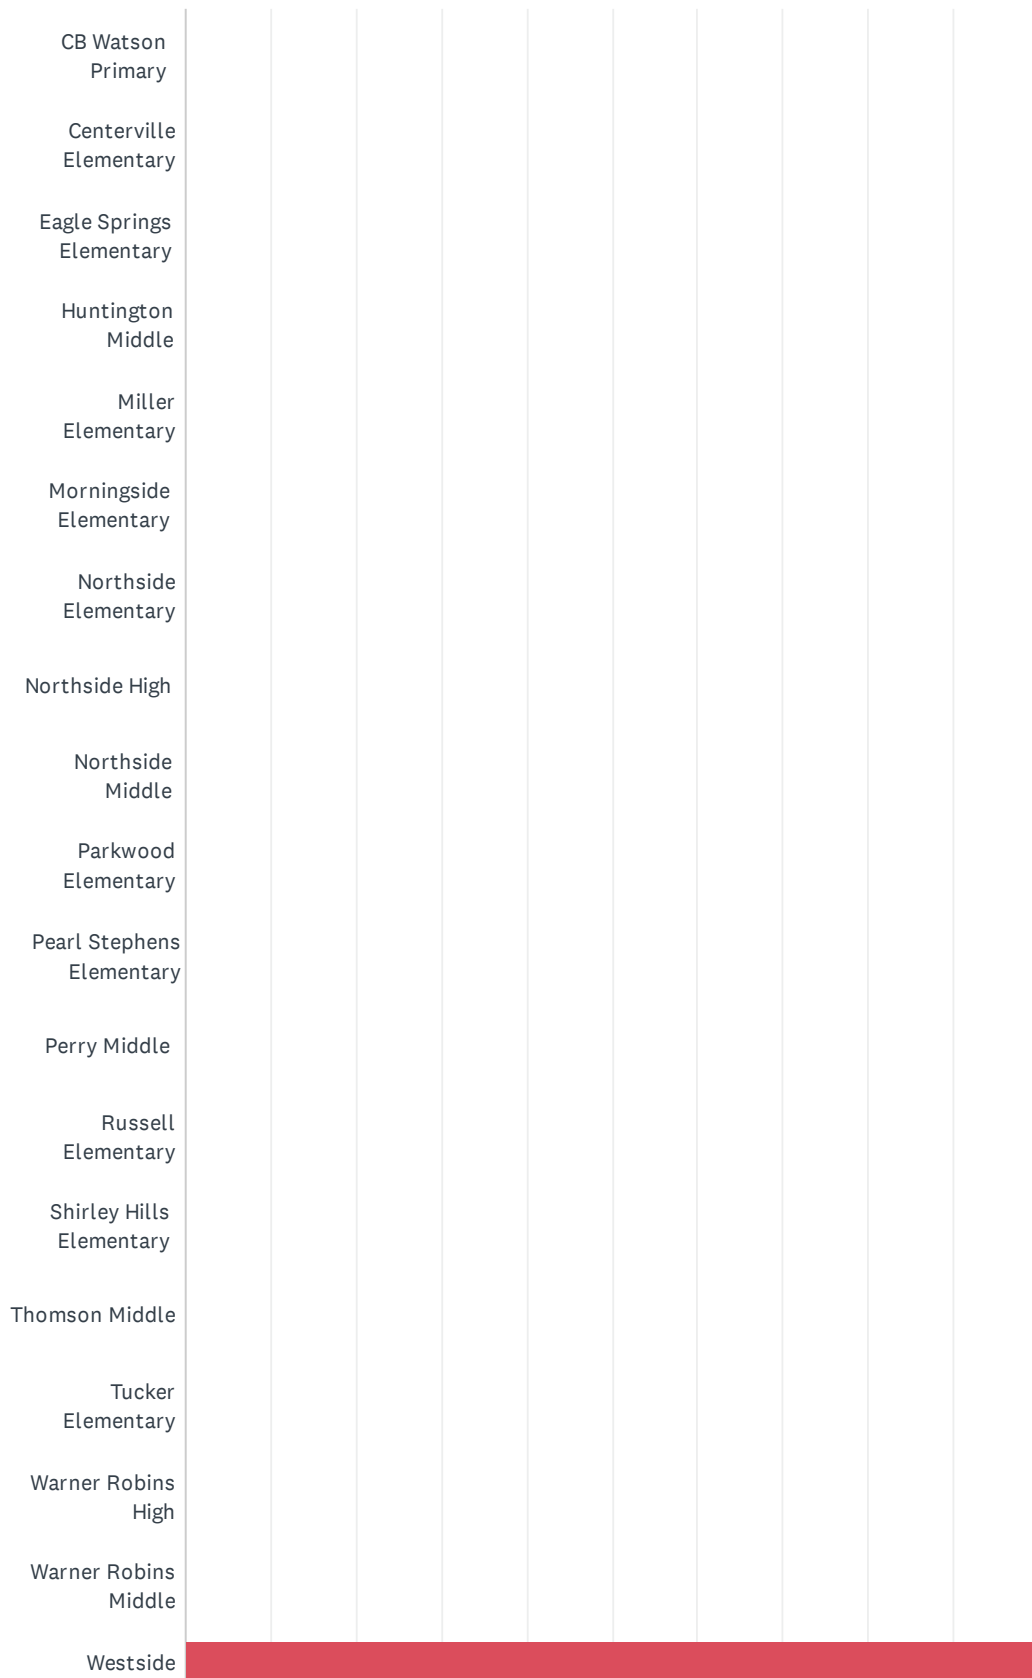 CB Watson
Primary
Centerville
Elementary
Eagle Springs
Elementary
Huntington
Middle
Miller
Elementary
Morningside
Elementary
Northside
Elementary
Northside High
Northside
Middle
Parkwood
Elementary
Pearl Stephens
Elementary
Perry Middle
Russell
Elementary
Shirley Hills
Elementary
Thomson Middle
Tucker
Elementary
Warner Robins
High
Warner Robins
Middle
Westside